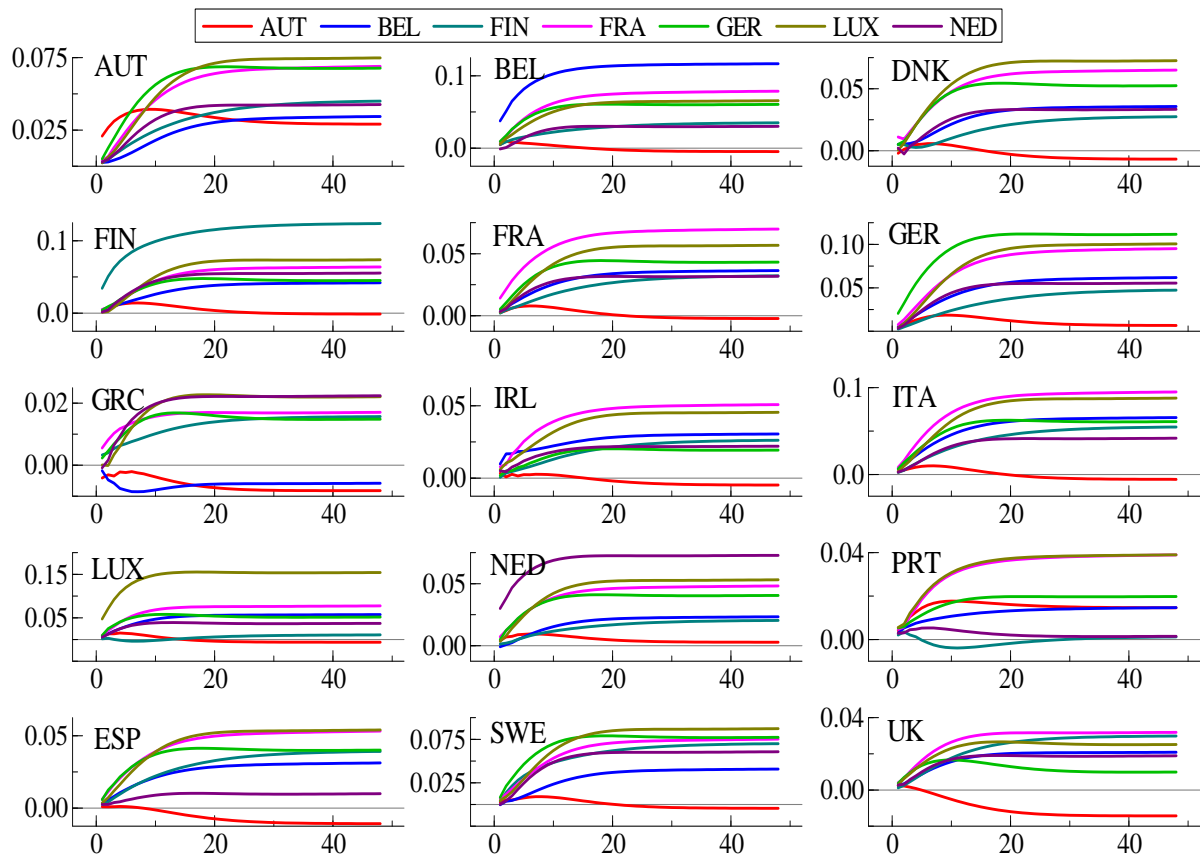 AUT BEL FIN FRA GER LUX NED
AUT
0.075
0.025
0 20 40
BEL
0.1
0.0
0 20 40
DNK
0.05
0.00
0 20 40
FIN
0.1
0.0
0 20 40
FRA
0.05
0.00
0 20 40
GER
0.10
0.05
0 20 40
GRC
0.02
0.00
0 20 40
IRL
0.05
0.00
0 20 40
ITA
0.1
0.0
0 20 40
LUX
0.15
0.05
0 20 40
NED
0.05
0.00
0 20 40
PRT
0.04
0.00
0 20 40
ESP
0.05
0.00
0 20 40
SWE
0.075
0.025
0 20 40
UK
0.04
0.00
0 20 40